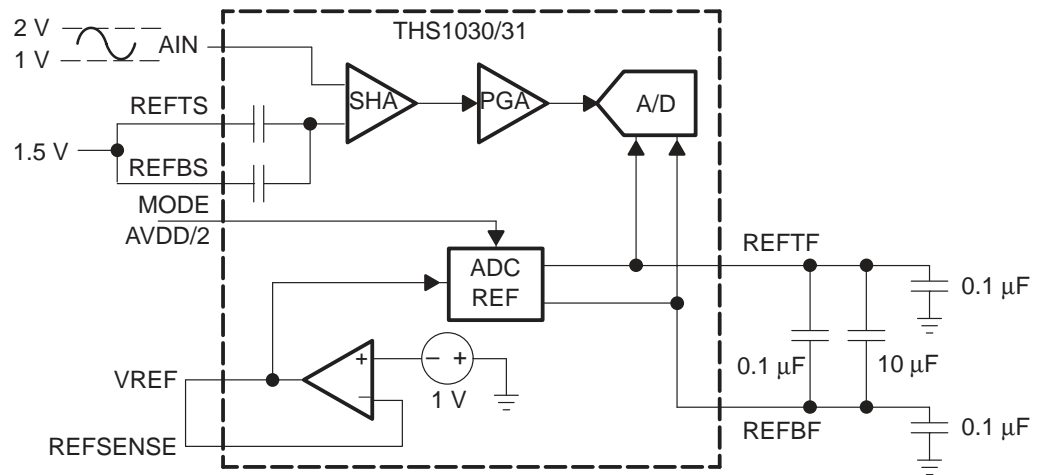 THS1030/31
2 V
1 V
AIN
SHA
PGA
A/D
REFTS
1.5 V
REFBS
MODE
AVDD/2
ADC
REF
REFTF
0.1 μF
0.1 μF
10 μF
VREF
+
−
− +
1 V
REFSENSE
REFBF
0.1 μF